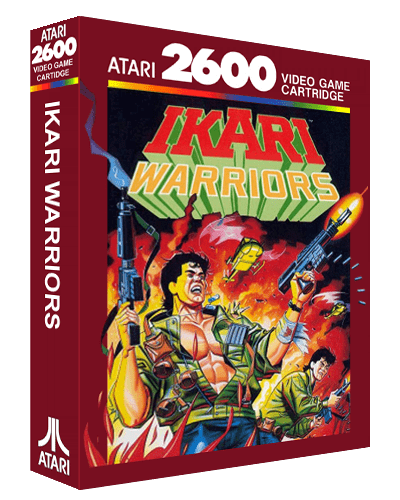 ATARI
2600
VIDEO GAME
CARTRIDGE
IKARI WARRIORS
ATARI
ATARI 2600 VIDEO GAME
CARTRIDGE
IKARI
WARRIORS